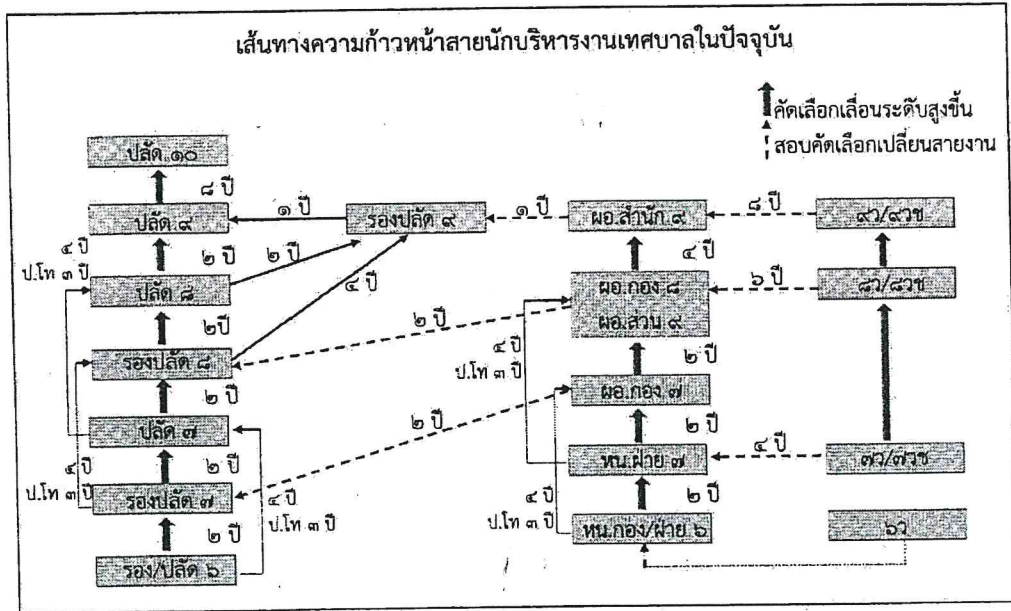 เส้นทางความก้าวหน้าสายนักบริหารงานเทศบาลในปัจจุบัน
คัดเลือกเลื่อนระดับสูงขึ้น
สอบคัดเลือกเปลี่ยนสายงาน
ปลัด ๑๐
๘ ปี
ปลัด ๙
๑ ปี
รองปลัด ๙
๑ ปี
ผอ.สำนัก ๙
๘ ปี
๙ว/๙วช
๔ ปี
ป.โท ๓ ปี
๒ ปี
๒ ปี
๔ ปี
๔ ปี
ปลัด ๘
ผอ.กอง ๘
ผอ.ส่วน ๙
๖ ปี
๘ว/๘วช
๒ปี
๒ ปี
รองปลัด ๘
๔ ปี
ป.โท ๓ ปี
๒ ปี
๒ ปี
ผอ.กอง ๗
ปลัด ๗
๒ ปี
๒ ปี
๔ ปี
ป.โท ๓ ปี
๒ ปี
หน.ฝ่าย ๗
๔ ปี
๗ว/๗วช
รองปลัด ๗
๔ ปี
ป.โท ๓ ปี
๔ ปี
ป.โท ๓ ปี
๒ ปี
๒ ปี
หน.กอง/ฝ่าย ๖
๖ว
รอง/ปลัด ๖